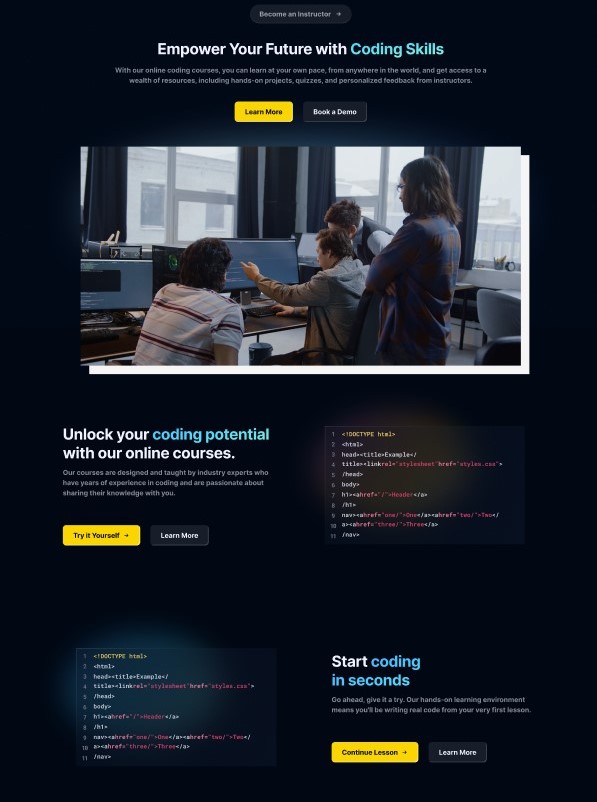 Become an Instructor →
Empower Your Future with Coding Skills
With our online coding courses, you can learn at your own pace, from anywhere in the world, and get access to a
wealth of resources, including hands-on projects, quizzes, and personalized feedback from instructors.
Learn More
Book a Demo
Unlock your coding potential
with our online courses.
Our courses are designed and taught by industry experts who
have years of experience in coding and are passionate about
sharing their knowledge with you.
Try it Yourself →
Learn More
1 <!DOCTYPE html>
2 <html>
3 head><title>Example</
4 title><linkrel="stylesheet"href="styles.css">
5 /head>
6 body>
7 h1><ahref="/">Header</a>
8 /h1>
9 nav><ahref="one/">One</a><ahref="two/">Two</
10 a><ahref="three/">Three</a>
11 /nav>
1 <!DOCTYPE html>
2 <html>
3 head><title>Example</
4 title><linkrel="stylesheet"href="styles.css">
5 /head>
6 body>
7 h1><ahref="/">Header</a>
8 /h1>
9 nav><ahref="one/">One</a><ahref="two/">Two</
10 a><ahref="three/">Three</a>
11 /nav>
Start coding
in seconds
Go ahead, give it a try. Our hands-on learning environment
means you'll be writing real code from your very first lesson.
Continue Lesson →
Learn More